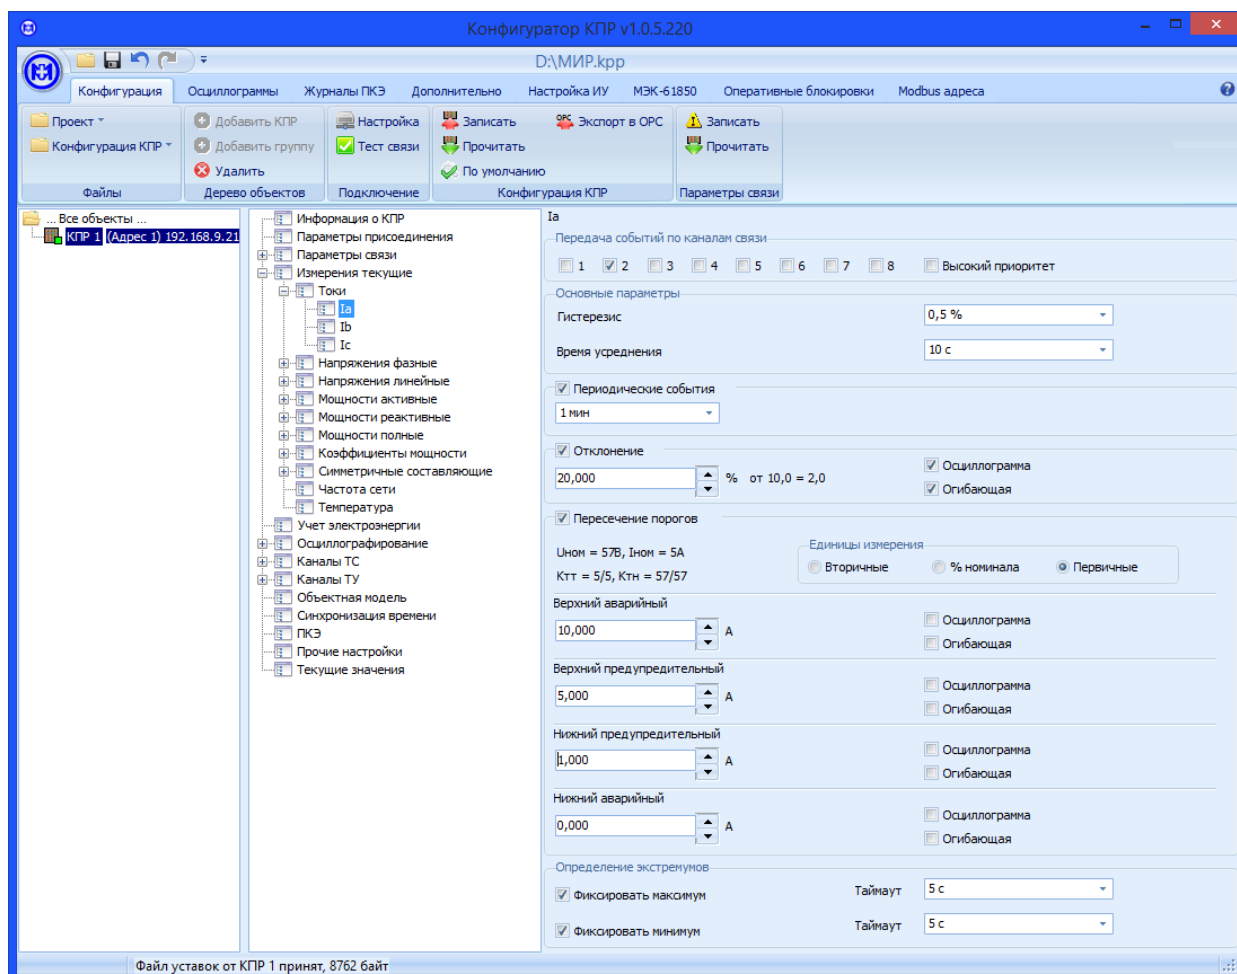 Конфигуратор КПР v1.0.5.220
D:\МИР.kpp
Конфигурация Осциллограммы Журналы ПКЭ Дополнительно Настройка ИУ МЭК-61850 Оперативные блокировки Modbus адреса
Проект Добавить КПР Настройка Записать Экспорт в OPC Записать
Конфигурация КПР Добавить группу Тест связи Прочитать Прочитать
Удалить По умолчанию
Файлы Дерево объектов Подключение Конфигурация КПР Параметры связи
... Все объекты ...
КПР 1 (Адрес 1) 192.168.9.21
Информация о КПР
Параметры присоединения
Параметры связи
Измерения текущие
Токи
Ia
Ib
Ic
Напряжения фазные
Напряжения линейные
Мощности активные
Мощности реактивные
Мощности полные
Коэффициенты мощности
Симметричные составляющие
Частота сети
Температура
Учет электроэнергии
Осциллографирование
Каналы ТС
Каналы ТУ
Объектная модель
Синхронизация времени
ПКЭ
Прочие настройки
Текущие значения
Ia
Передача событий по каналам связи
1 2 3 4 5 6 7 8 Высокий приоритет
Основные параметры
Гистерезис 0,5 %
Время усреднения 10 с
Периодические события
1 мин
Отклонение
20,000 % от 10,0 = 2,0
Осциллограмма
Огибающая
Пересечение порогов
Uном = 57В, Iном = 5А
Ктт = 5/5, Ктн = 57/57
Единицы измерения
Вторичные % номинала Первичные
Верхний аварийный
10,000 А
Осциллограмма
Огибающая
Верхний предупредительный
5,000 А
Осциллограмма
Огибающая
Нижний предупредительный
1,000 А
Осциллограмма
Огибающая
Нижний аварийный
0,000 А
Осциллограмма
Огибающая
Определение экстремумов
Фиксировать максимум Таймаут 5 с
Фиксировать минимум Таймаут 5 с
Файл уставок от КПР 1 принят, 8762 байт